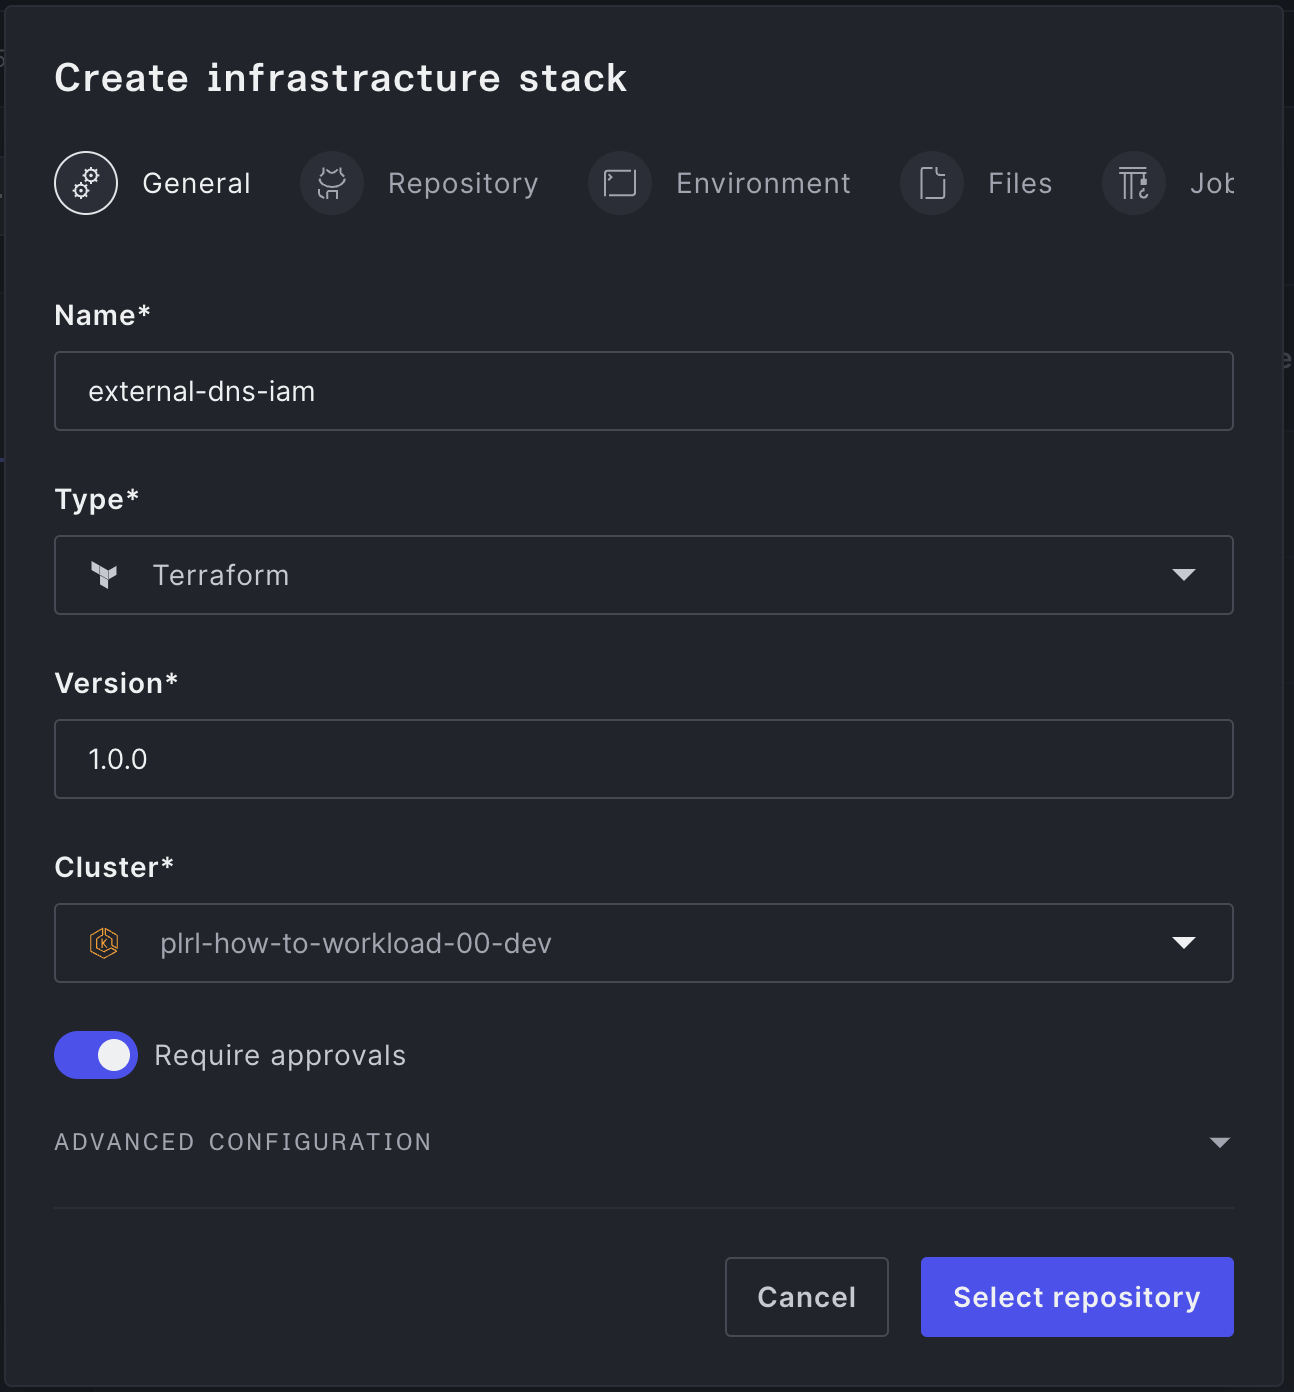 Create infrastracture stack
General
Repository
Environment
Files
Job
Name*
external-dns-iam
Type*
Terraform
Version*
1.0.0
Cluster*
plrl-how-to-workload-00-dev
Require approvals
ADVANCED CONFIGURATION
Cancel
Select repository